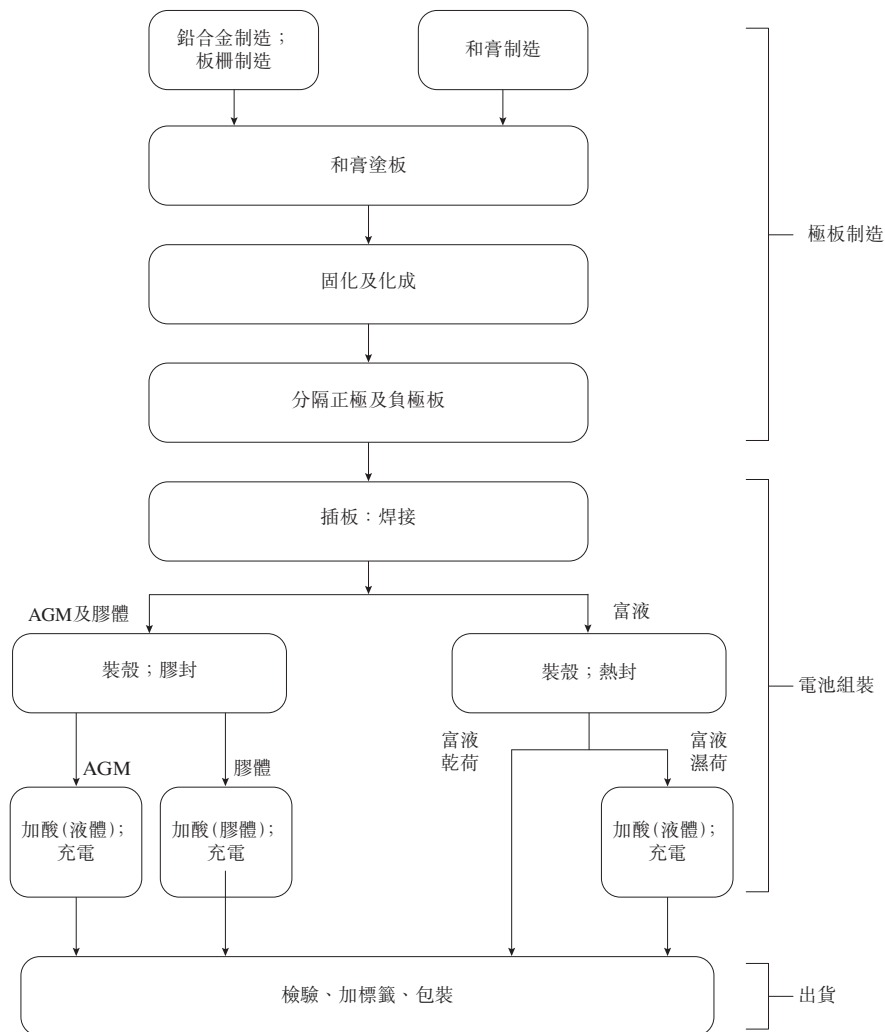 鉛合金制造；
板柵制造
和膏制造
和膏塗板
固化及化成
分隔正極及負極板
極板制造
插板：焊接
AGM及膠體
富液
裝殼；膠封
裝殼；熱封
電池組裝
AGM
膠體
富液
乾荷
富液
濕荷
加酸(液體)；
充電
加酸(膠體)；
充電
加酸(液體)；
充電
檢驗、加標籤、包裝
出貨